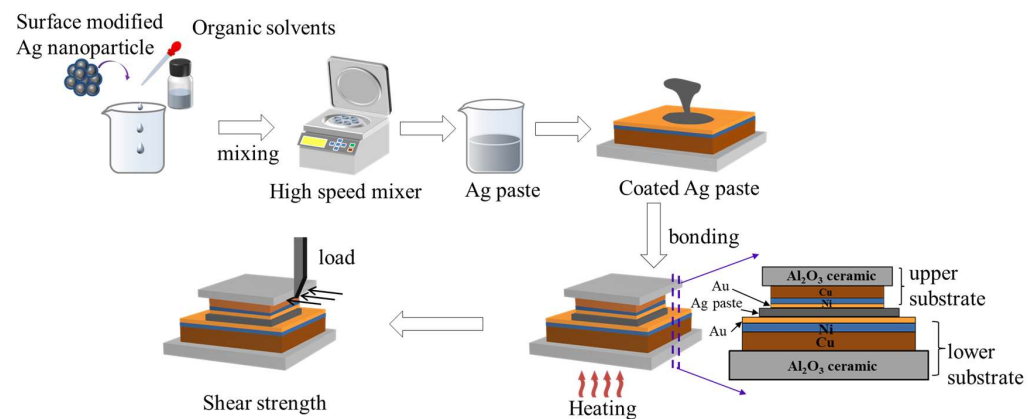 Surface modified
Ag nanoparticle
Organic solvents
mixing
High speed mixer
Ag paste
Coated Ag paste
bonding
load
Shear strength
Heating
Al₂O₃ ceramic
Cu
Ni
Au
Ag paste
Au
Ni
Cu
Al₂O₃ ceramic
upper
substrate
lower
substrate